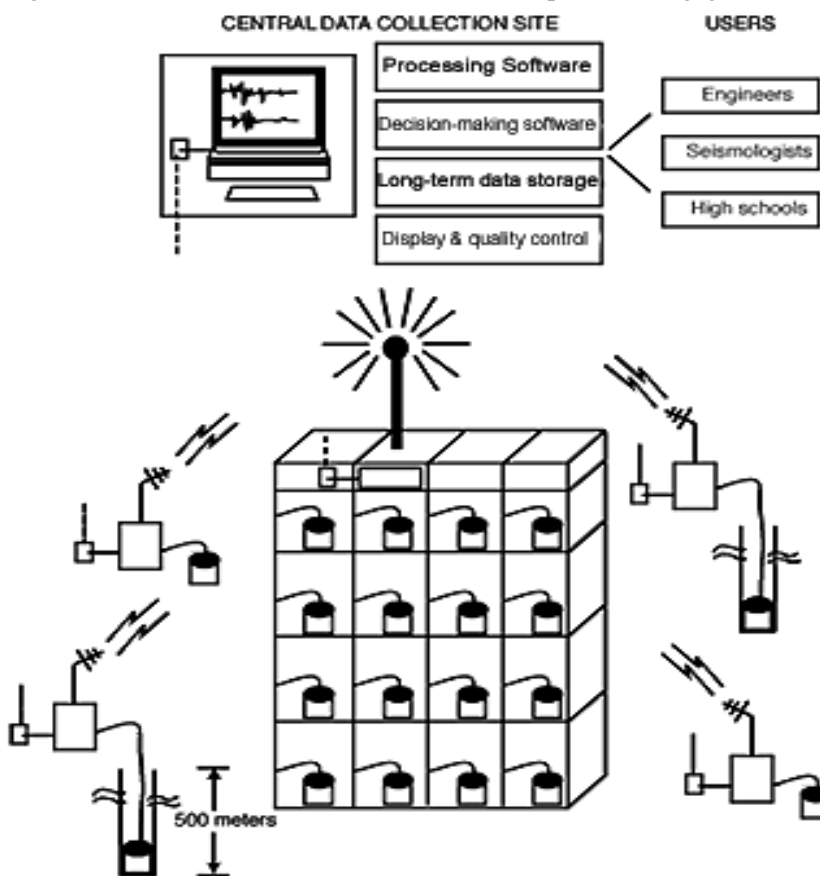 CENTRAL DATA COLLECTION SITE
USERS
Processing Software
Decision-making software
Long-term data storage
Display & quality control
Engineers
Seismologists
High schools
500 meters